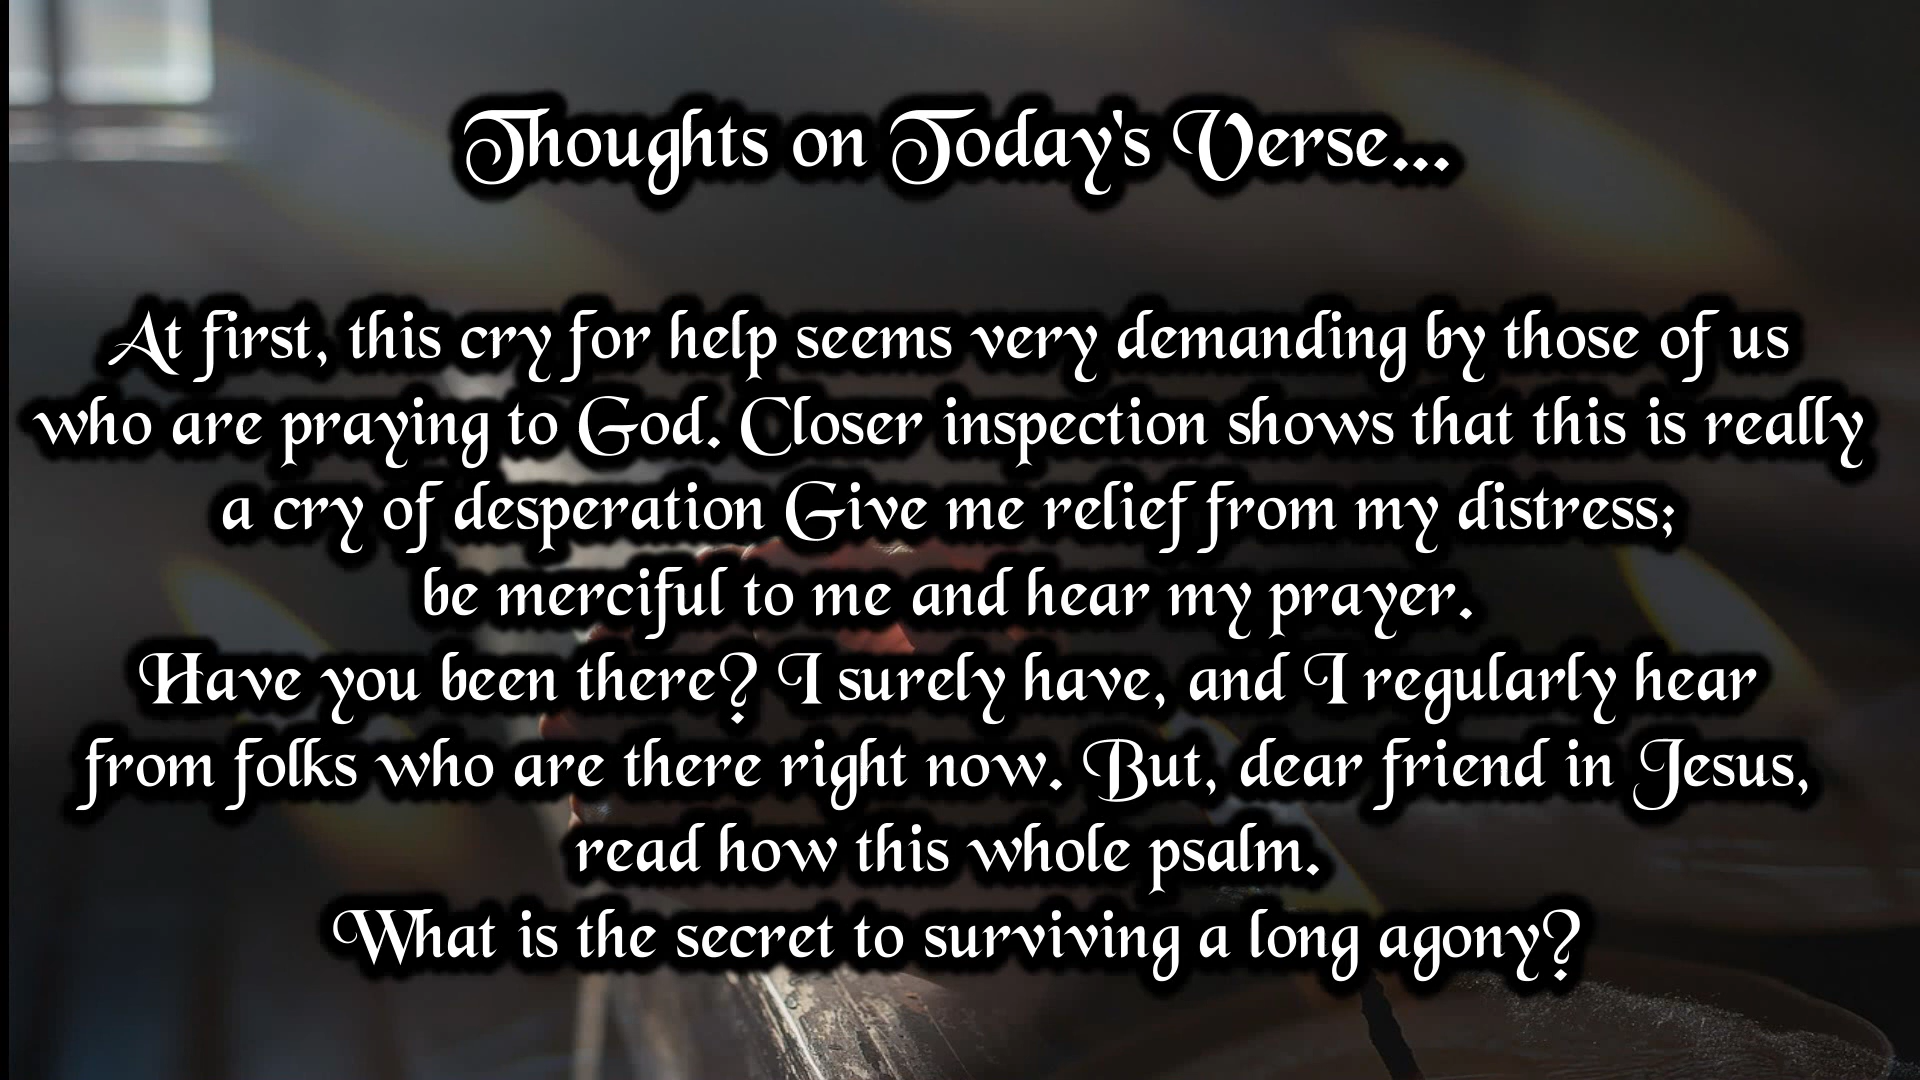 Thoughts on Today's Verse...
At first, this cry for help seems very demanding by those of us
who are praying to God. Closer inspection shows that this is really
a cry of desperation Give me relief from my distress;
be merciful to me and hear my prayer.
Have you been there? I surely have, and I regularly hear
from folks who are there right now. But, dear friend in Jesus,
read how this whole psalm.
What is the secret to surviving a long agony?